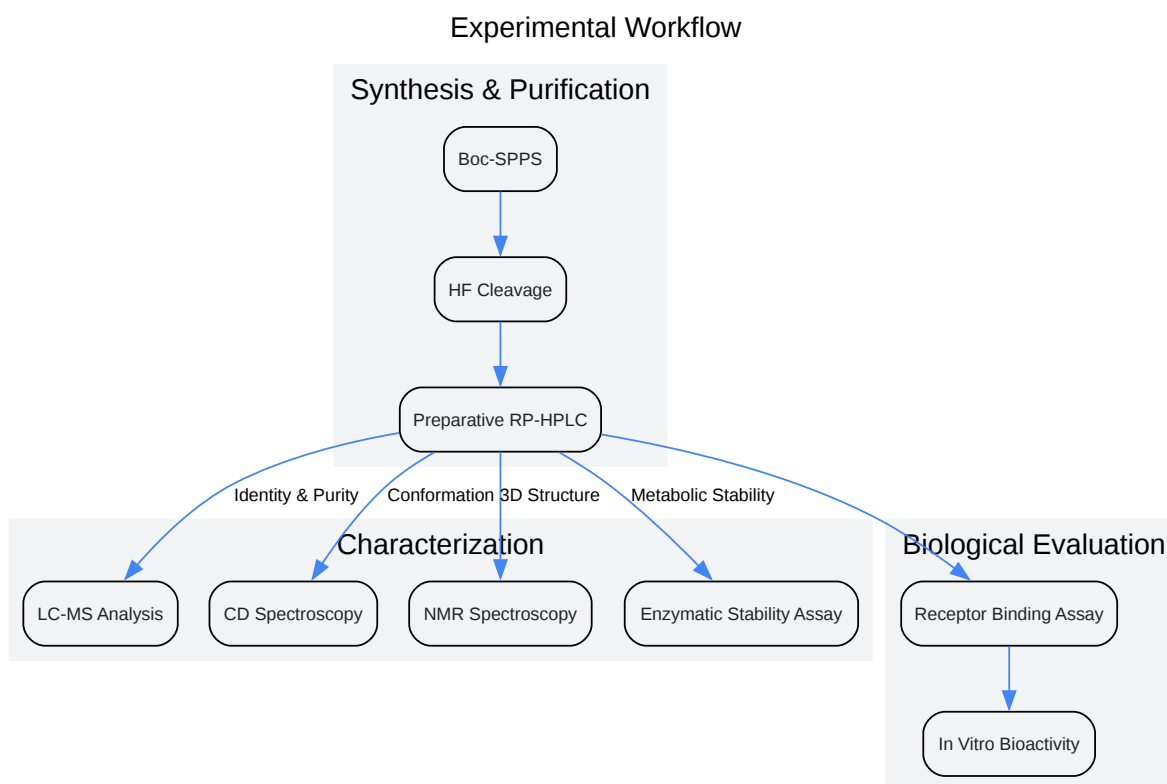 Experimental Workflow
Synthesis & Purification
Boc-SPPS
HF Cleavage
Preparative RP-HPLC
Identity & Purity
Conformation
3D Structure
Metabolic Stability
Characterization
Biological Evaluation
LC-MS Analysis
CD Spectroscopy
NMR Spectroscopy
Enzymatic Stability Assay
Receptor Binding Assay
In Vitro Bioactivity